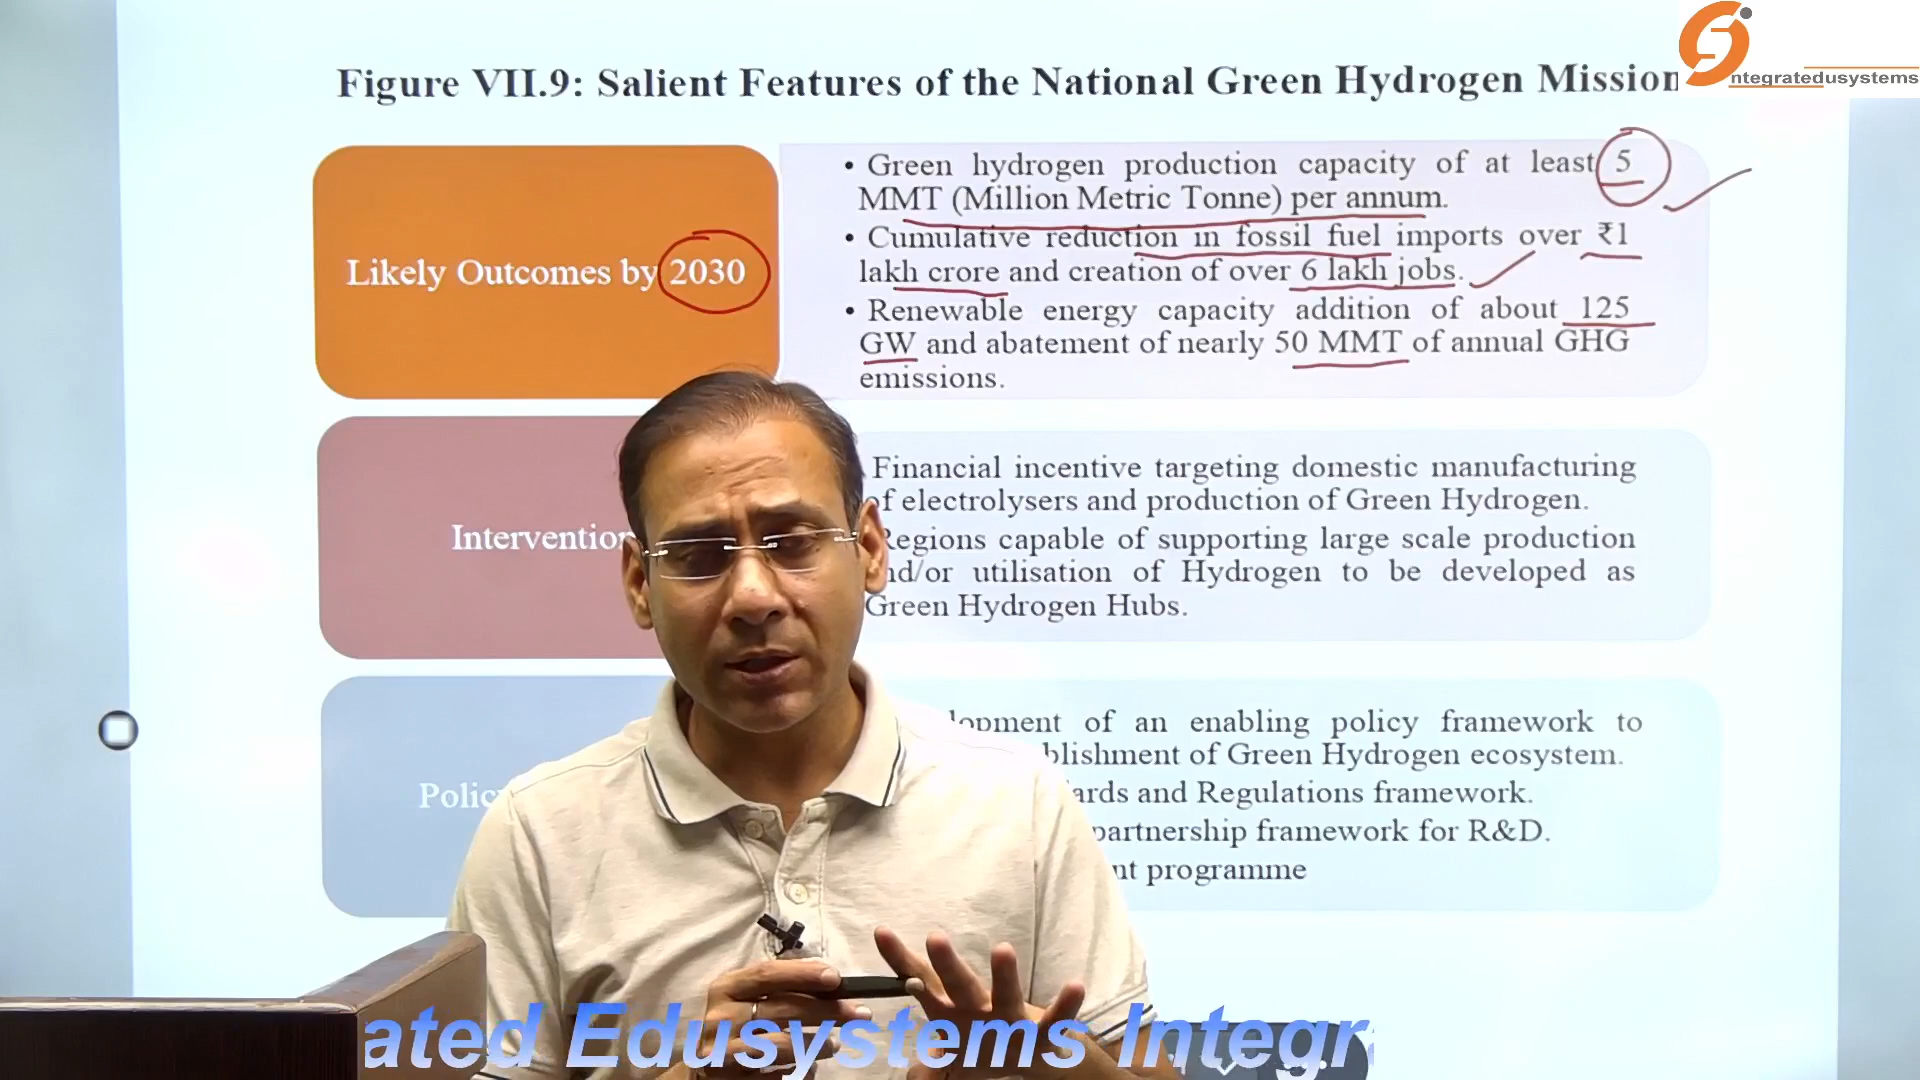 Figure VII.9: Salient Features of the National Green Hydrogen Mission
ntegratedusystems
Likely Outcomes by 2030
• Green hydrogen production capacity of at least 5
MMT (Million Metric Tonne) per annum.
• Cumulative reduction in fossil fuel imports over ₹1
lakh crore and creation of over 6 lakh jobs.
• Renewable energy capacity addition of about 125
GW and abatement of nearly 50 MMT of annual GHG
emissions.
Intervention
Financial incentive targeting domestic manufacturing
of electrolysers and production of Green Hydrogen.
Regions capable of supporting large scale production
and/or utilisation of Hydrogen to be developed as
Green Hydrogen Hubs.
Polic
lopment of an enabling policy framework to
blishment of Green Hydrogen ecosystem.
ards and Regulations framework.
partnership framework for R&D.
nt programme
ated Edusystems Integr